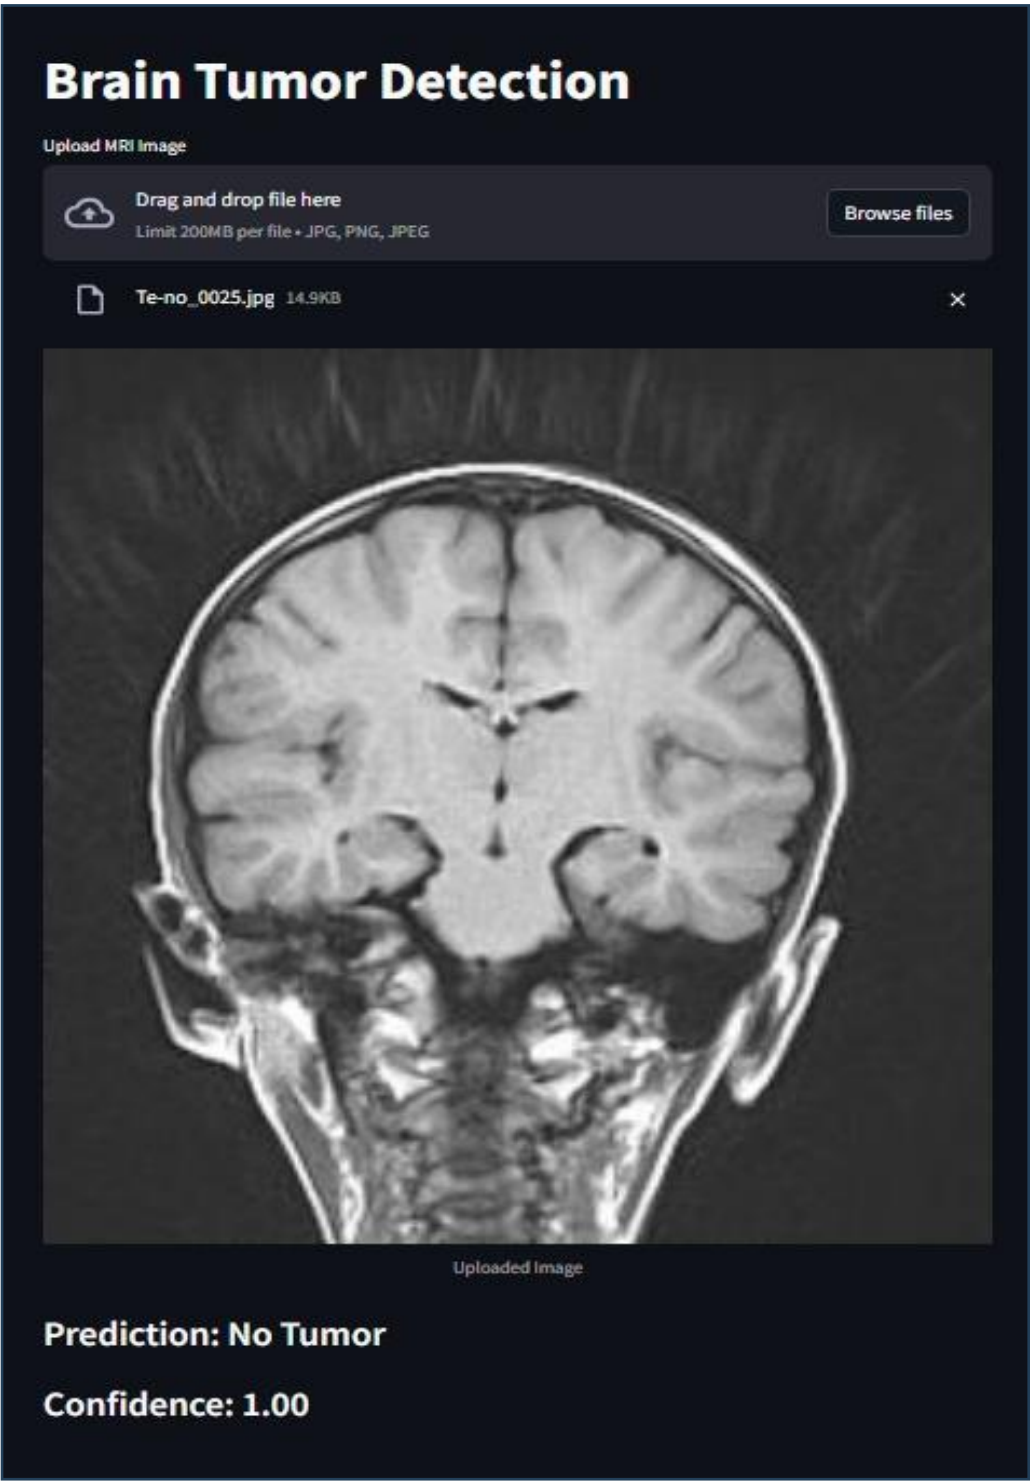 Brain Tumor Detection
Upload MRI Image
Drag and drop file here
Limit 200MB per file • JPG, PNG, JPEG
Browse files
Te-no_0025.jpg 14.9KB
Uploaded Image
Prediction: No Tumor
Confidence: 1.00